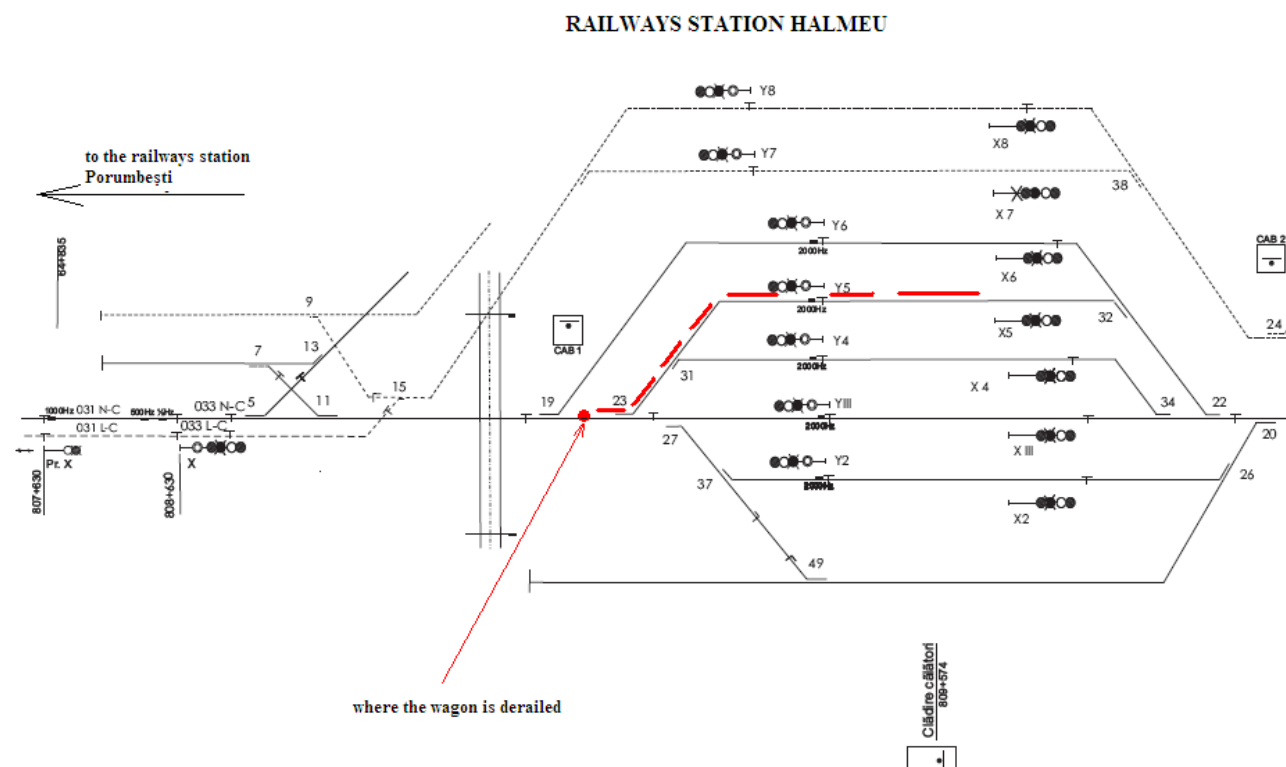 RAILWAYS STATION HALMEU
Y8
X8
to the railways station
Porumbești
Y7
38
X 7
64+835
Y6
2000Hz
X6
CAB 2
9
Y5
2000Hz
X5
32
24
CAB 1
7
13
Y4
2000Hz
31
X 4
15
1000Hz
031 N-C
500Hz
033 N-C
5
11
19
23
YIII
2000Hz
34
22
031 L-C
033 L-C
Pr. X
X
27
X III
20
807+630
808+630
Y2
37
26
X2
49
where the wagon is derailed
Clădire călători
809+574